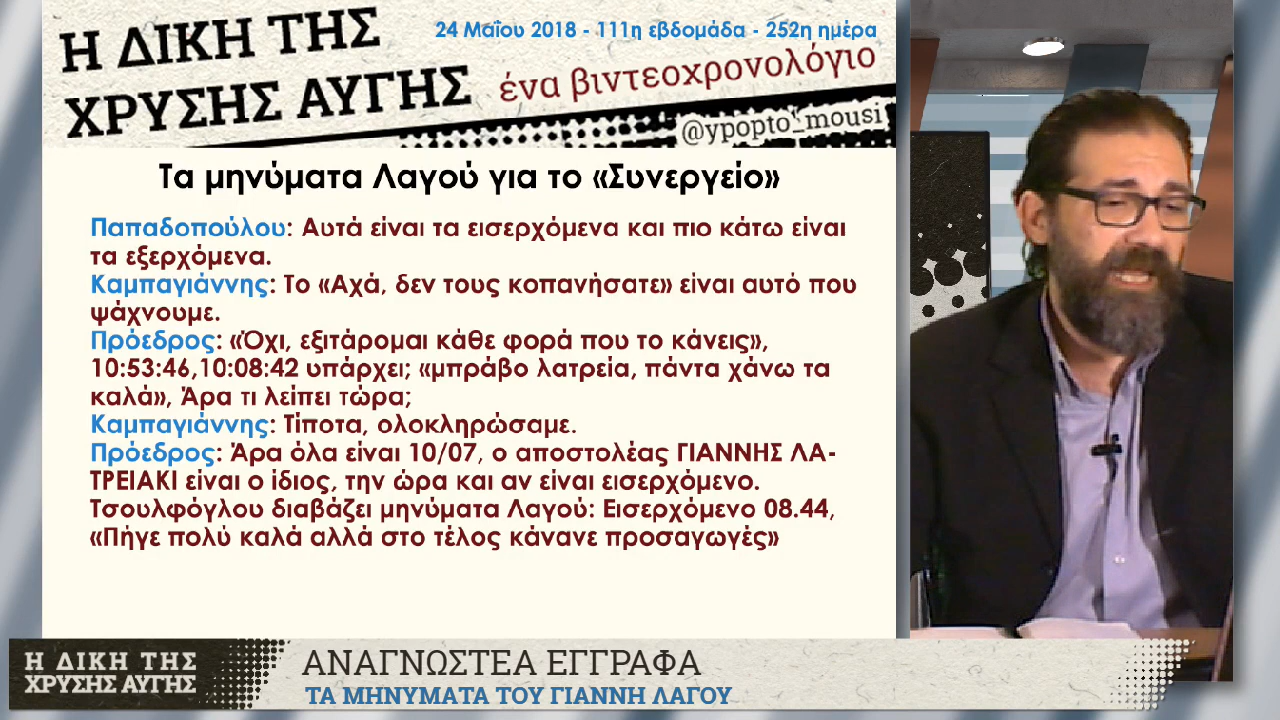 Η ΔΙΚΗ ΤΗΣ
ΧΡΥΣΗΣ ΑΥΓΗΣ
24 Μαΐου 2018 - 111η εβδομάδα - 252η ημέρα
ένα βιντεοχρονολόγιο
@ypopto_mousi
Τα μηνύματα Λαγού για το «Συνεργείο»
Παπαδοπούλου: Αυτά είναι τα εισερχόμενα και πιο κάτω είναι
τα εξερχόμενα.
Καμπαγιάννης: Το «Αχά, δεν τους κοπανήσατε» είναι αυτό που
ψάχνουμε.
Πρόεδρος: «Όχι, εξιτάρομαι κάθε φορά που το κάνεις»,
10:53:46,10:08:42 υπάρχει; «μπράβο λατρεία, πάντα χάνω τα
καλά», Άρα τι λείπει τώρα;
Καμπαγιάννης: Τίποτα, ολοκληρώσαμε.
Πρόεδρος: Άρα όλα είναι 10/07, ο αποστολέας ΓΙΑΝΝΗΣ ΛΑ-
ΤΡΕΙΑΚΙ είναι ο ίδιος, την ώρα και αν είναι εισερχόμενο.
Τσουλφόγλου διαβάζει μηνύματα Λαγού: Εισερχόμενο 08.44,
«Πήγε πολύ καλά αλλά στο τέλος κάνανε προσαγωγές»
Η ΔΙΚΗ ΤΗΣ
ΧΡΥΣΗΣ ΑΥΓΗΣ
ΑΝΑΓΝΩΣΤΕΑ ΕΓΓΡΑΦΑ
ΤΑ ΜΗΝΥΜΑΤΑ ΤΟΥ ΓΙΑΝΝΗ ΛΑΓΟΥ